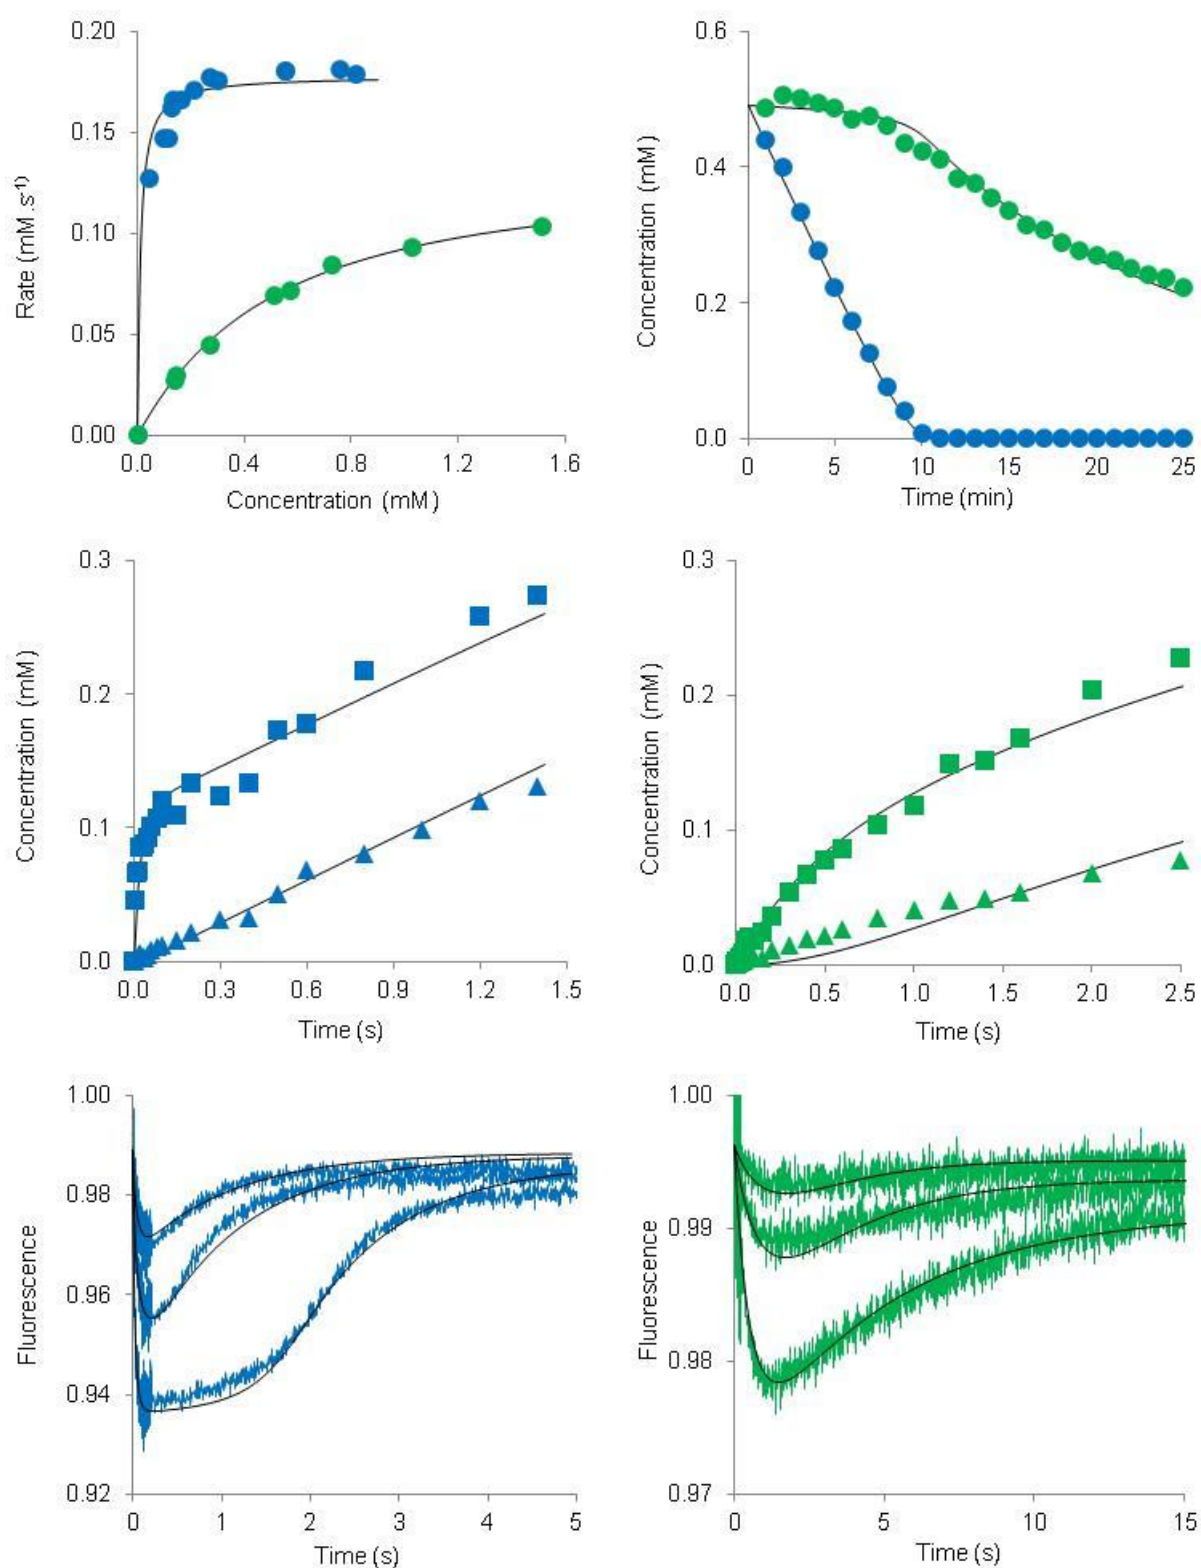 0.20
0.15
0.10
0.05
0.00
Rate (mM.s⁻¹)
0.0 0.4 0.8 1.2 1.6
Concentration (mM)
0.6
0.4
0.2
0.0
Concentration (mM)
0 5 10 15 20 25
Time (min)
0.3
0.2
0.1
0.0
Concentration (mM)
0.0 0.3 0.6 0.9 1.2 1.5
Time (s)
0.3
0.2
0.1
0.0
Concentration (mM)
0.0 0.5 1.0 1.5 2.0 2.5
Time (s)
1.00
0.98
0.96
0.94
0.92
Fluorescence
0 1 2 3 4 5
Time (s)
1.00
0.99
0.98
0.97
Fluorescence
0 5 10 15
Time (s)